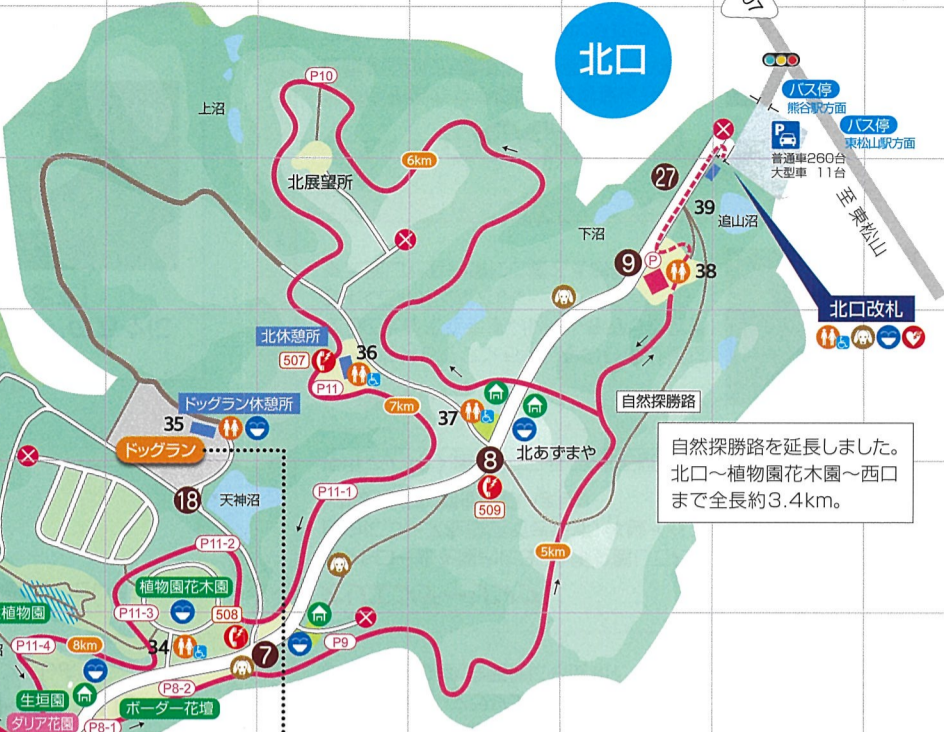 07
北口
バス停
熊谷駅方面
バス停
東松山駅方面
P
普通車260台
大型車 11台
至 東松山
P10
上沼
6km
北展望所
27
39
追山沼
下沼
9
P
38
北口改札
北休憩所
507
36
P11
7km
自然探勝路
37
北あずまや
8
509
ドッグラン休憩所
35
ドッグラン
18
天神沼
自然探勝路を延長しました。
北口～植物園花木園～西口
まで全長約3.4km。
P11-1
5km
P11-2
植物園花木園
植物園
P11-3
508
P11-4
8km
34
7
P9
P8-2
生垣園
ボーダー花壇
ダリア花園
P8-1